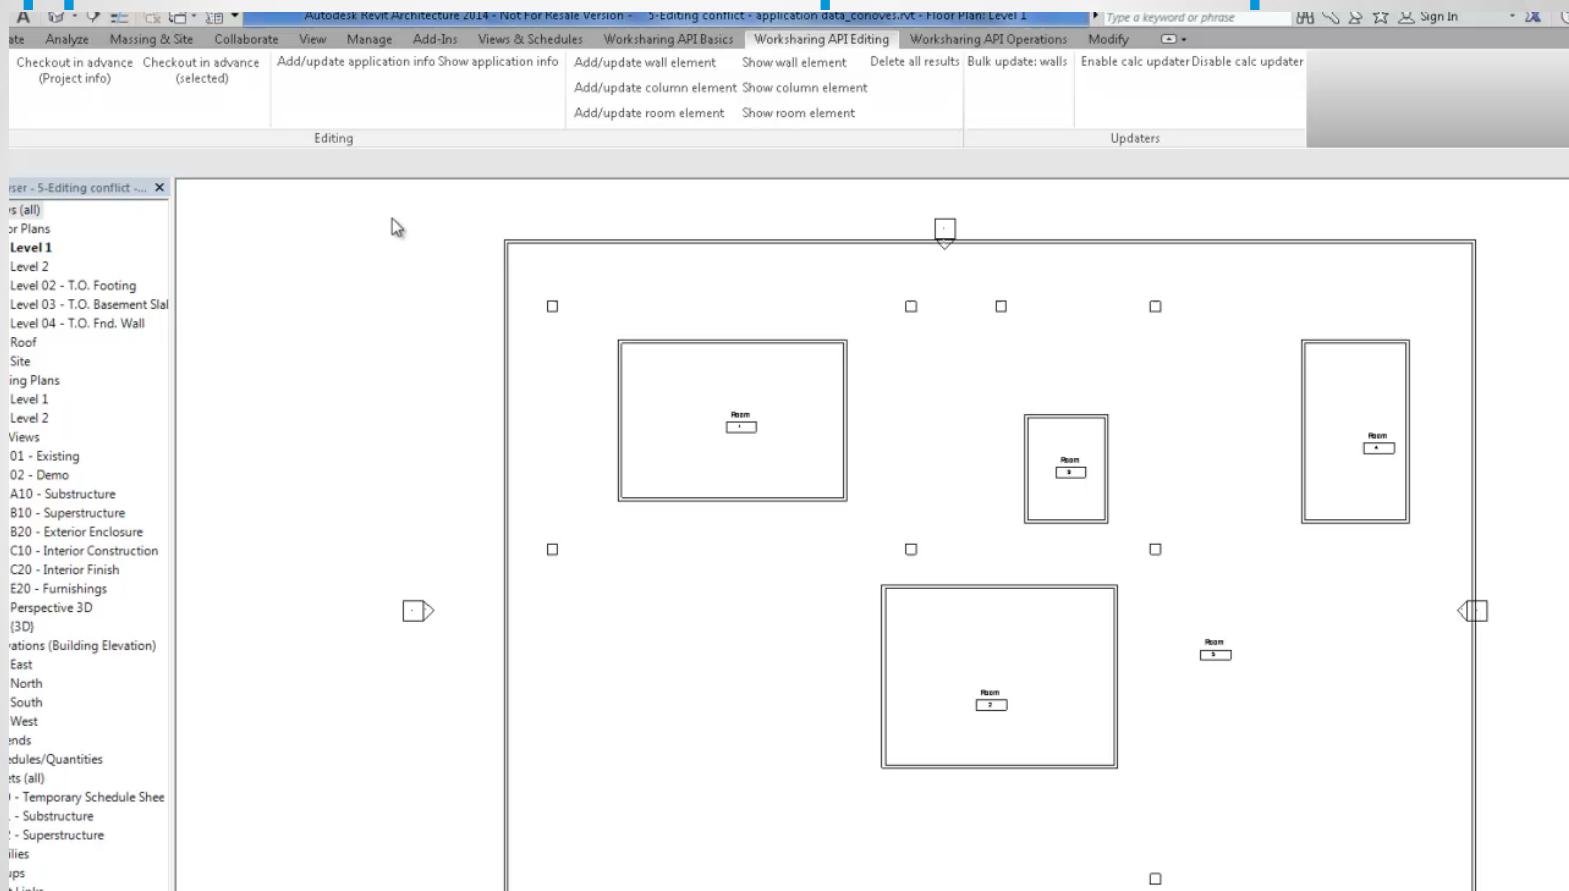 Autodesk Revit Architecture 2014 - Not For Resale Version - 5-Editing conflict - application data_conoves.rvt - Floor Plan: Level 1
Type a keyword or phrase
Sign In
ate Analyze Massing & Site Collaborate View Manage Add-Ins Views & Schedules Worksharing API Basics Worksharing API Editing Worksharing API Operations Modify
Checkout in advance
(Project info)
Checkout in advance
(selected)
Add/update application info Show application info
Add/update wall element Show wall element Delete all results
Add/update column element Show column element
Add/update room element Show room element
Bulk update: walls
Enable calc updater Disable calc updater
Editing
Updaters
wser - 5-Editing conflict -...
s (all)
or Plans
Level 1
Level 2
Level 02 - T.O. Footing
Level 03 - T.O. Basement Slal
Level 04 - T.O. Fnd. Wall
Roof
Site
ing Plans
Level 1
Level 2
Views
01 - Existing
02 - Demo
A10 - Substructure
B10 - Superstructure
B20 - Exterior Enclosure
C10 - Interior Construction
C20 - Interior Finish
E20 - Furnishings
Perspective 3D
{3D}
vations (Building Elevation)
East
North
South
West
ends
edules/Quantities
ets (all)
- Temporary Schedule Shee
- Substructure
- Superstructure
ilies
ups
Room
1
Room
3
Room
4
Room
2
Room
5